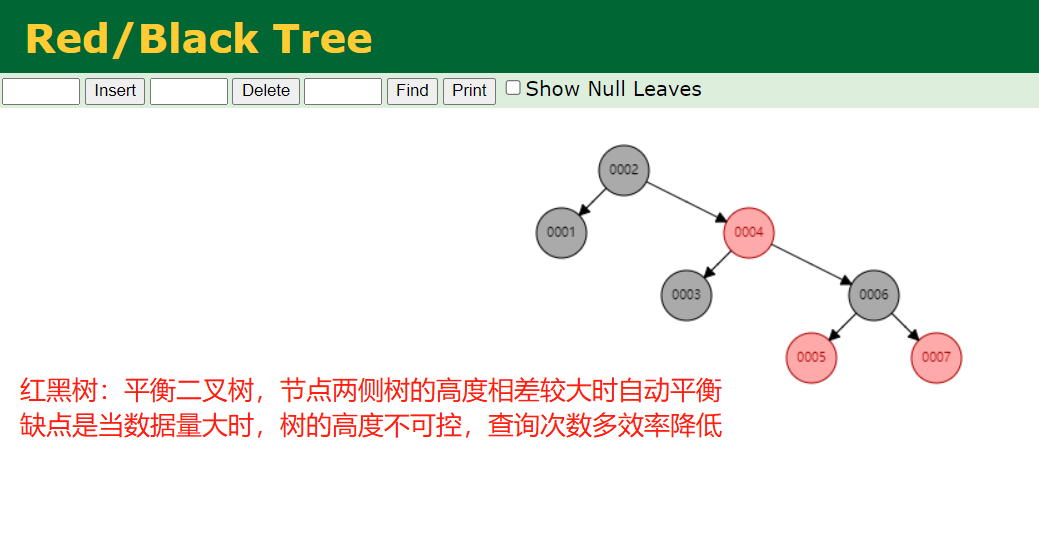 Red/Black Tree
Insert Delete Find Print Show Null Leaves
0002
0001 0004
0003 0006
0005 0007
红黑树：平衡二叉树，节点两侧树的高度相差较大时自动平衡
缺点是当数据量大时，树的高度不可控，查询次数多效率降低